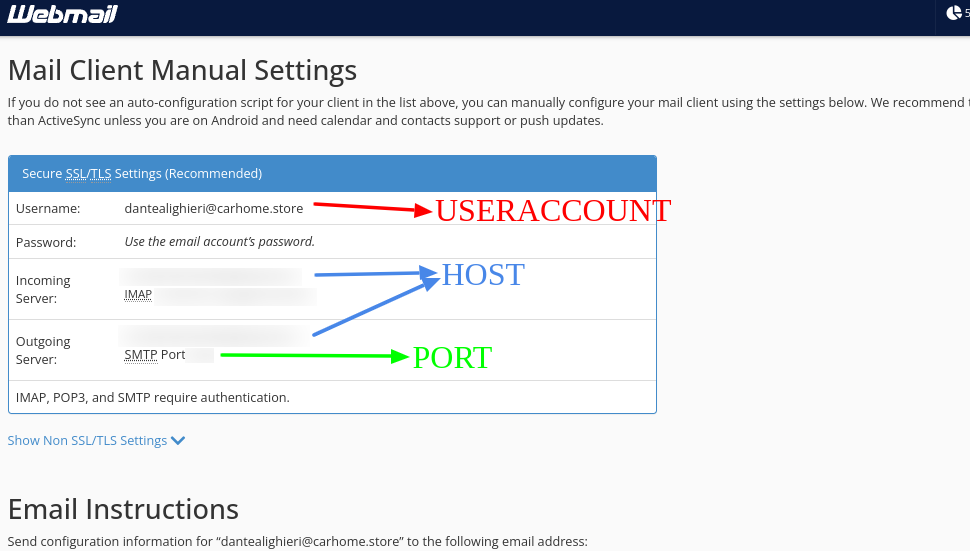 Webmail
5
Mail Client Manual Settings
If you do not see an auto-configuration script for your client in the list above, you can manually configure your mail client using the settings below. We recommend
than ActiveSync unless you are on Android and need calendar and contacts support or push updates.
Secure SSL/TLS Settings (Recommended)
Username: dantealighieri@carhome.store USERACCOUNT
Password: Use the email account’s password.
Incoming
Server:
IMAP
HOST
Outgoing
Server:
SMTP Port
PORT
IMAP, POP3, and SMTP require authentication.
Show Non SSL/TLS Settings
Email Instructions
Send configuration information for “dantealighieri@carhome.store” to the following email address: